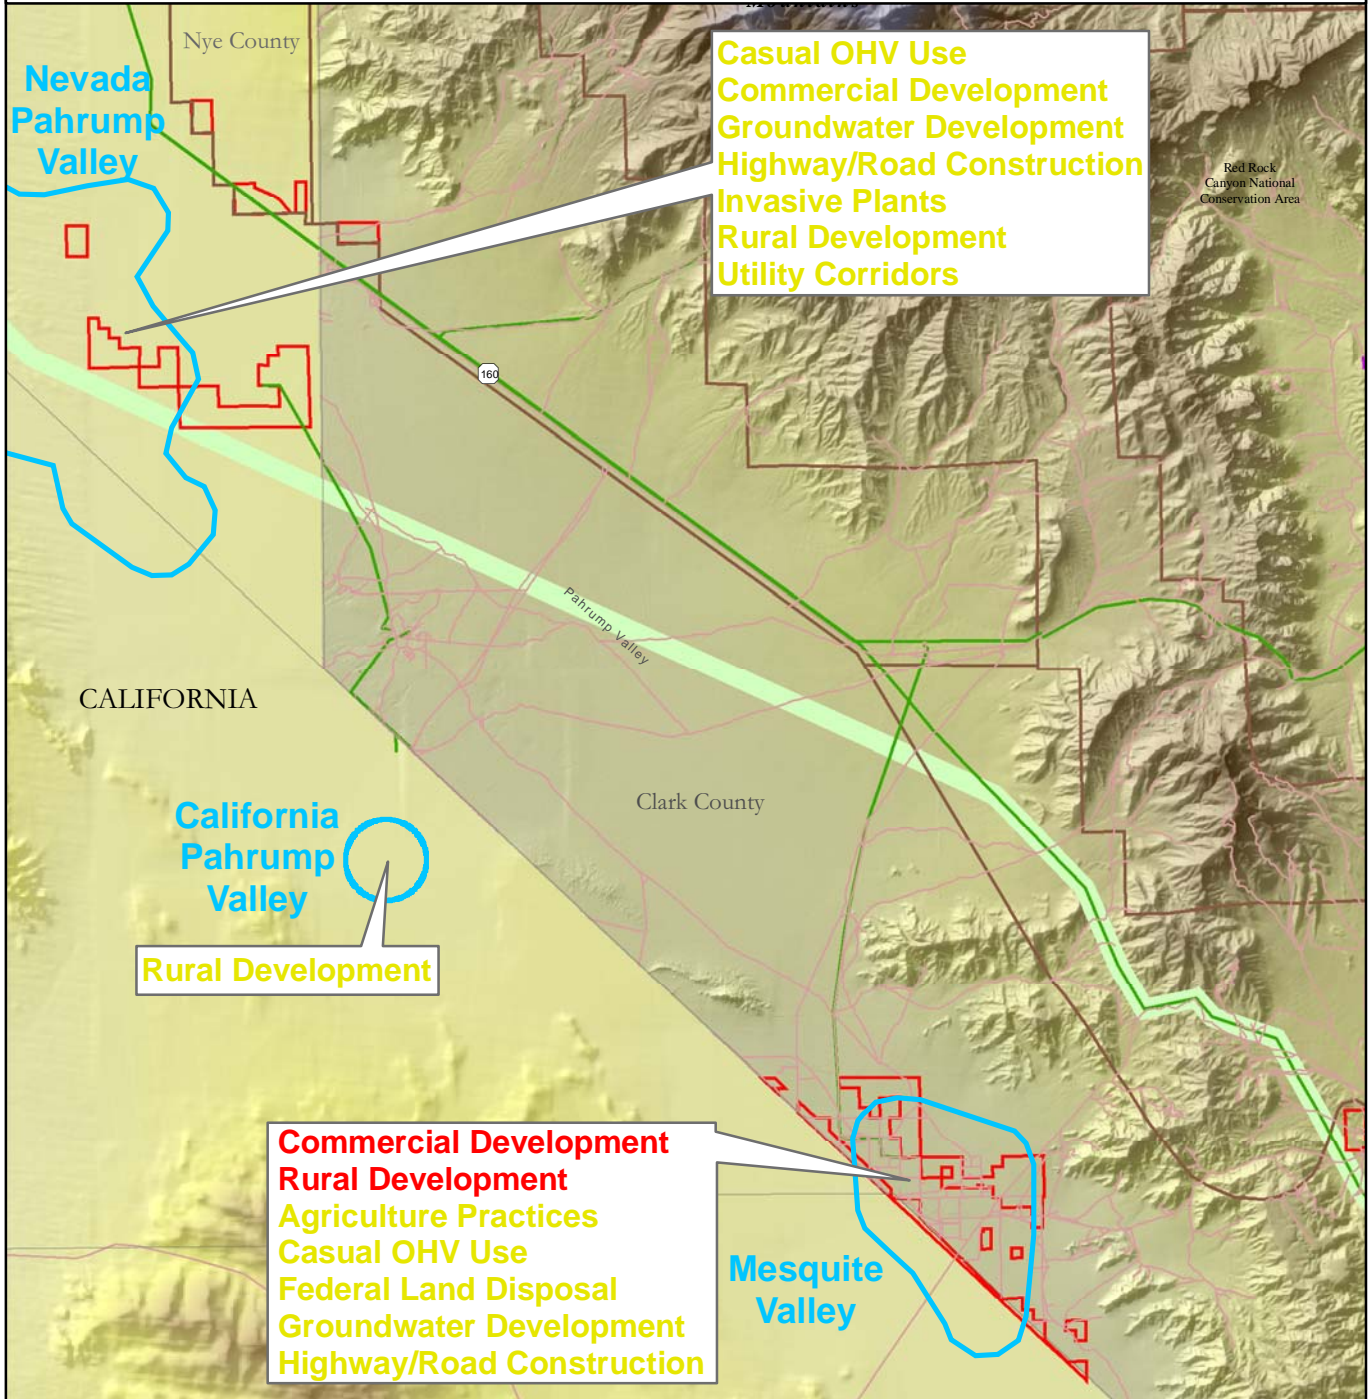 Mountains
Nye County
Nevada
Pahrump
Valley
Casual OHV Use
Commercial Development
Groundwater Development
Highway/Road Construction
Invasive Plants
Rural Development
Utility Corridors
Red Rock
Canyon National
Conservation Area
160
Pahrump Valley
CALIFORNIA
Clark County
California
Pahrump
Valley
Rural Development
Commercial Development
Rural Development
Agriculture Practices
Casual OHV Use
Federal Land Disposal
Groundwater Development
Highway/Road Construction
Mesquite
Valley